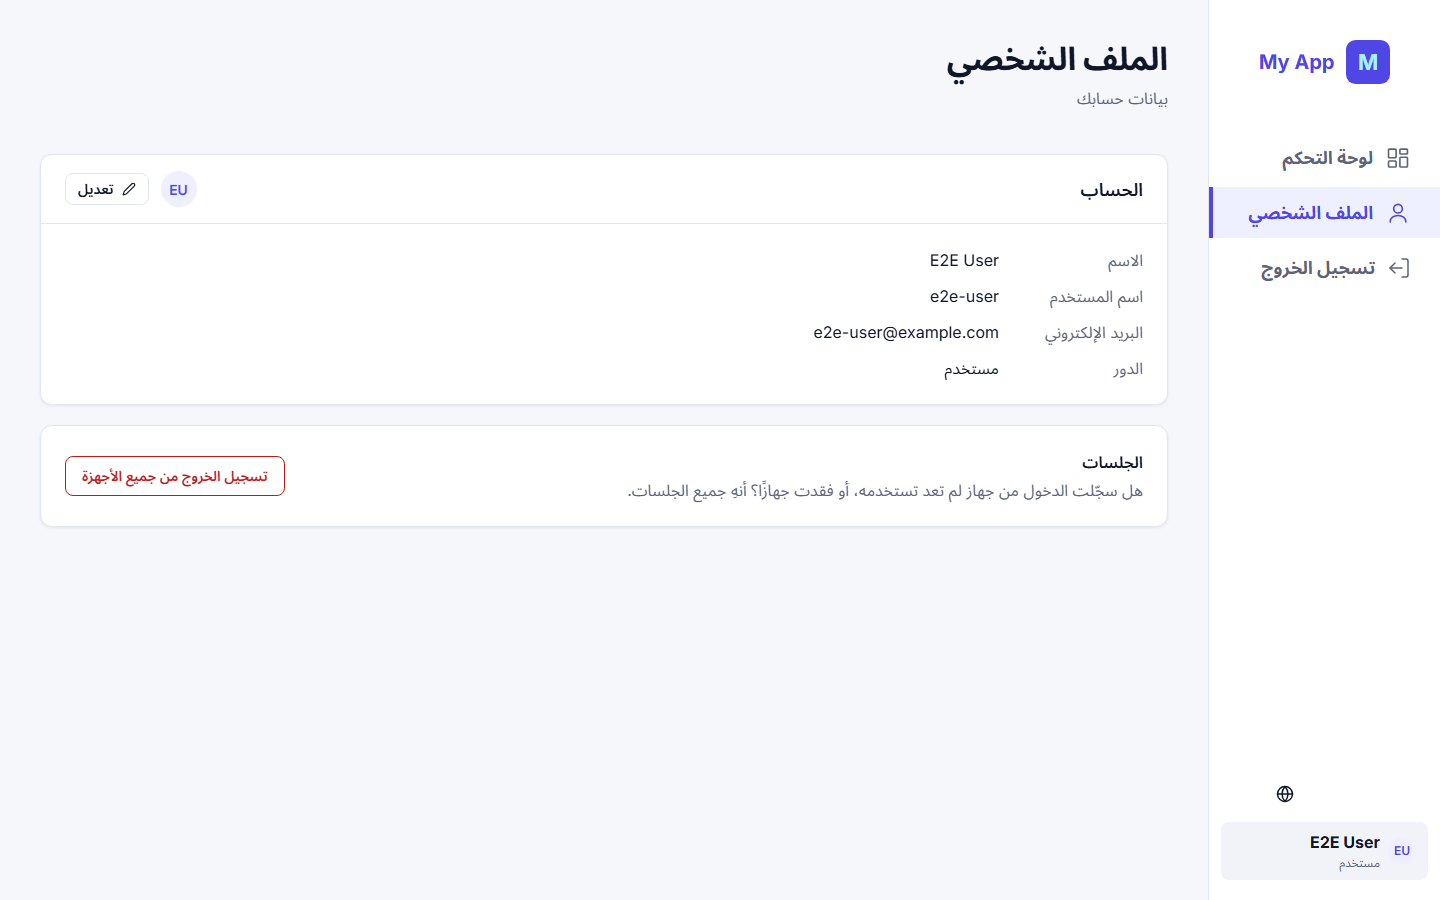 M My App
لوحة التحكم
الملف الشخصي
تسجيل الخروج
E2E User
EU
مستخدم
الملف الشخصي
بيانات حسابك
الحساب
EU
تعديل
الاسم E2E User
اسم المستخدم e2e-user
البريد الإلكتروني e2e-user@example.com
الدور مستخدم
الجلسات
هل سجّلت الدخول من جهاز لم تعد تستخدمه، أو فقدت جهازًا؟ أنهِ جميع الجلسات.
تسجيل الخروج من جميع الأجهزة